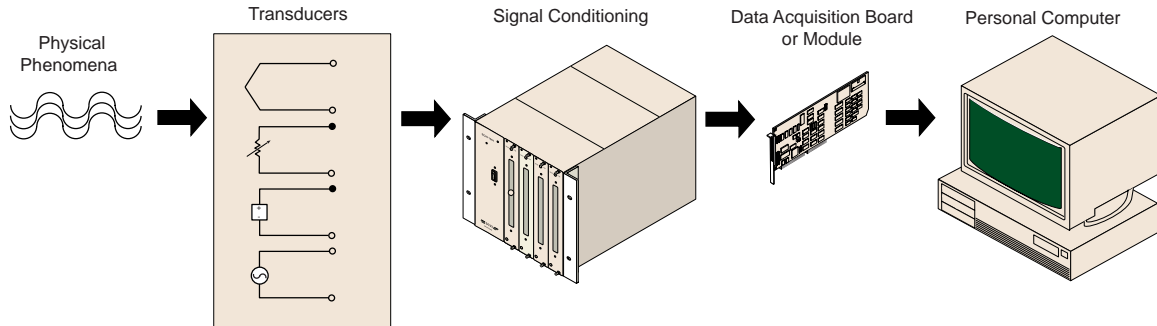 Physical
Phenomena
Transducers
Signal Conditioning
Data Acquisition Board
or Module
Personal Computer